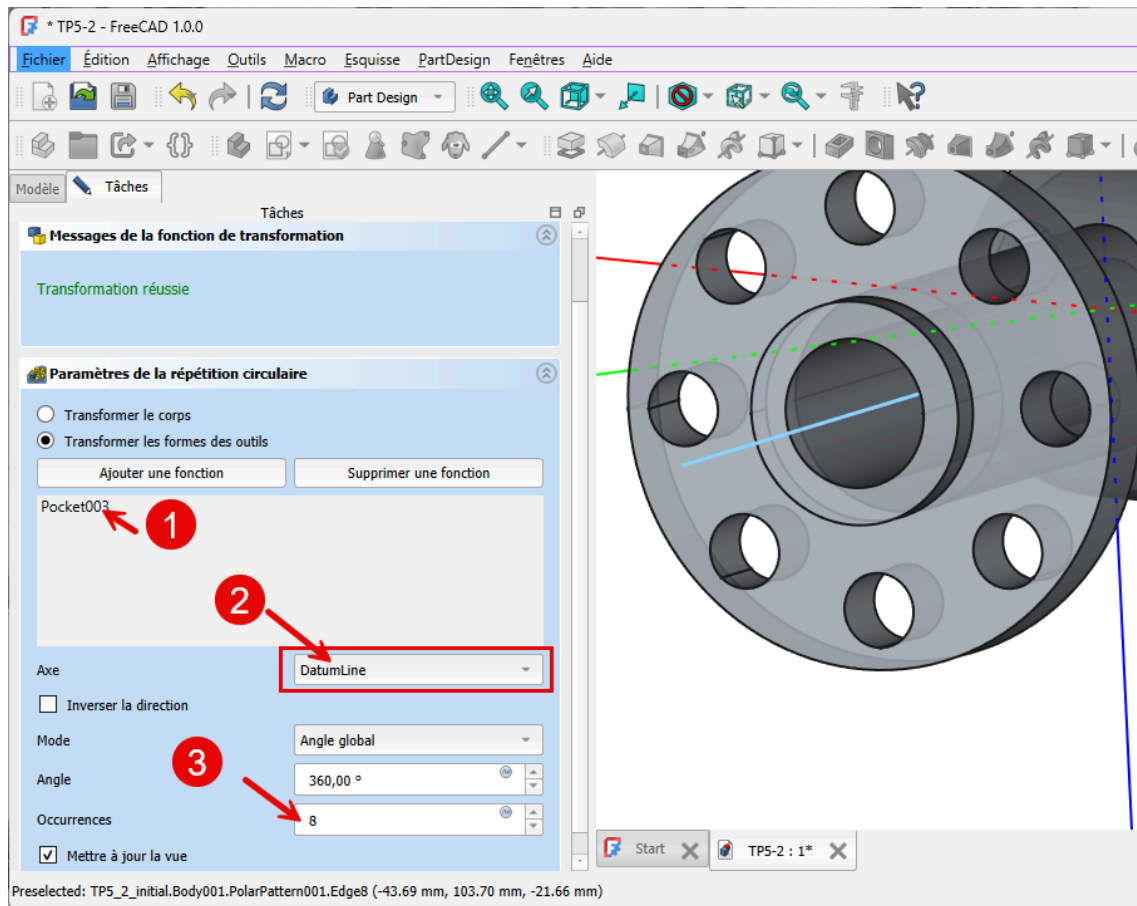 * TP5-2 - FreeCAD 1.0.0
Fichier Édition Affichage Outils Macro Esquisse PartDesign Fenêtres Aide
Part Design
Modèle Tâches
Tâches
Messages de la fonction de transformation
Transformation réussie
Paramètres de la répétition circulaire
Transformer le corps
Transformer les formes des outils
Ajouter une fonction Supprimer une fonction
Pocket003
1
2
Axe DatumLine
Inverser la direction
Mode Angle global
3
Angle 360,00 °
Occurrences 8
Mettre à jour la vue
Start TP5-2 : 1*
Preselected: TP5_2_initial.Body001.PolarPattern001.Edge8 (-43.69 mm, 103.70 mm, -21.66 mm)